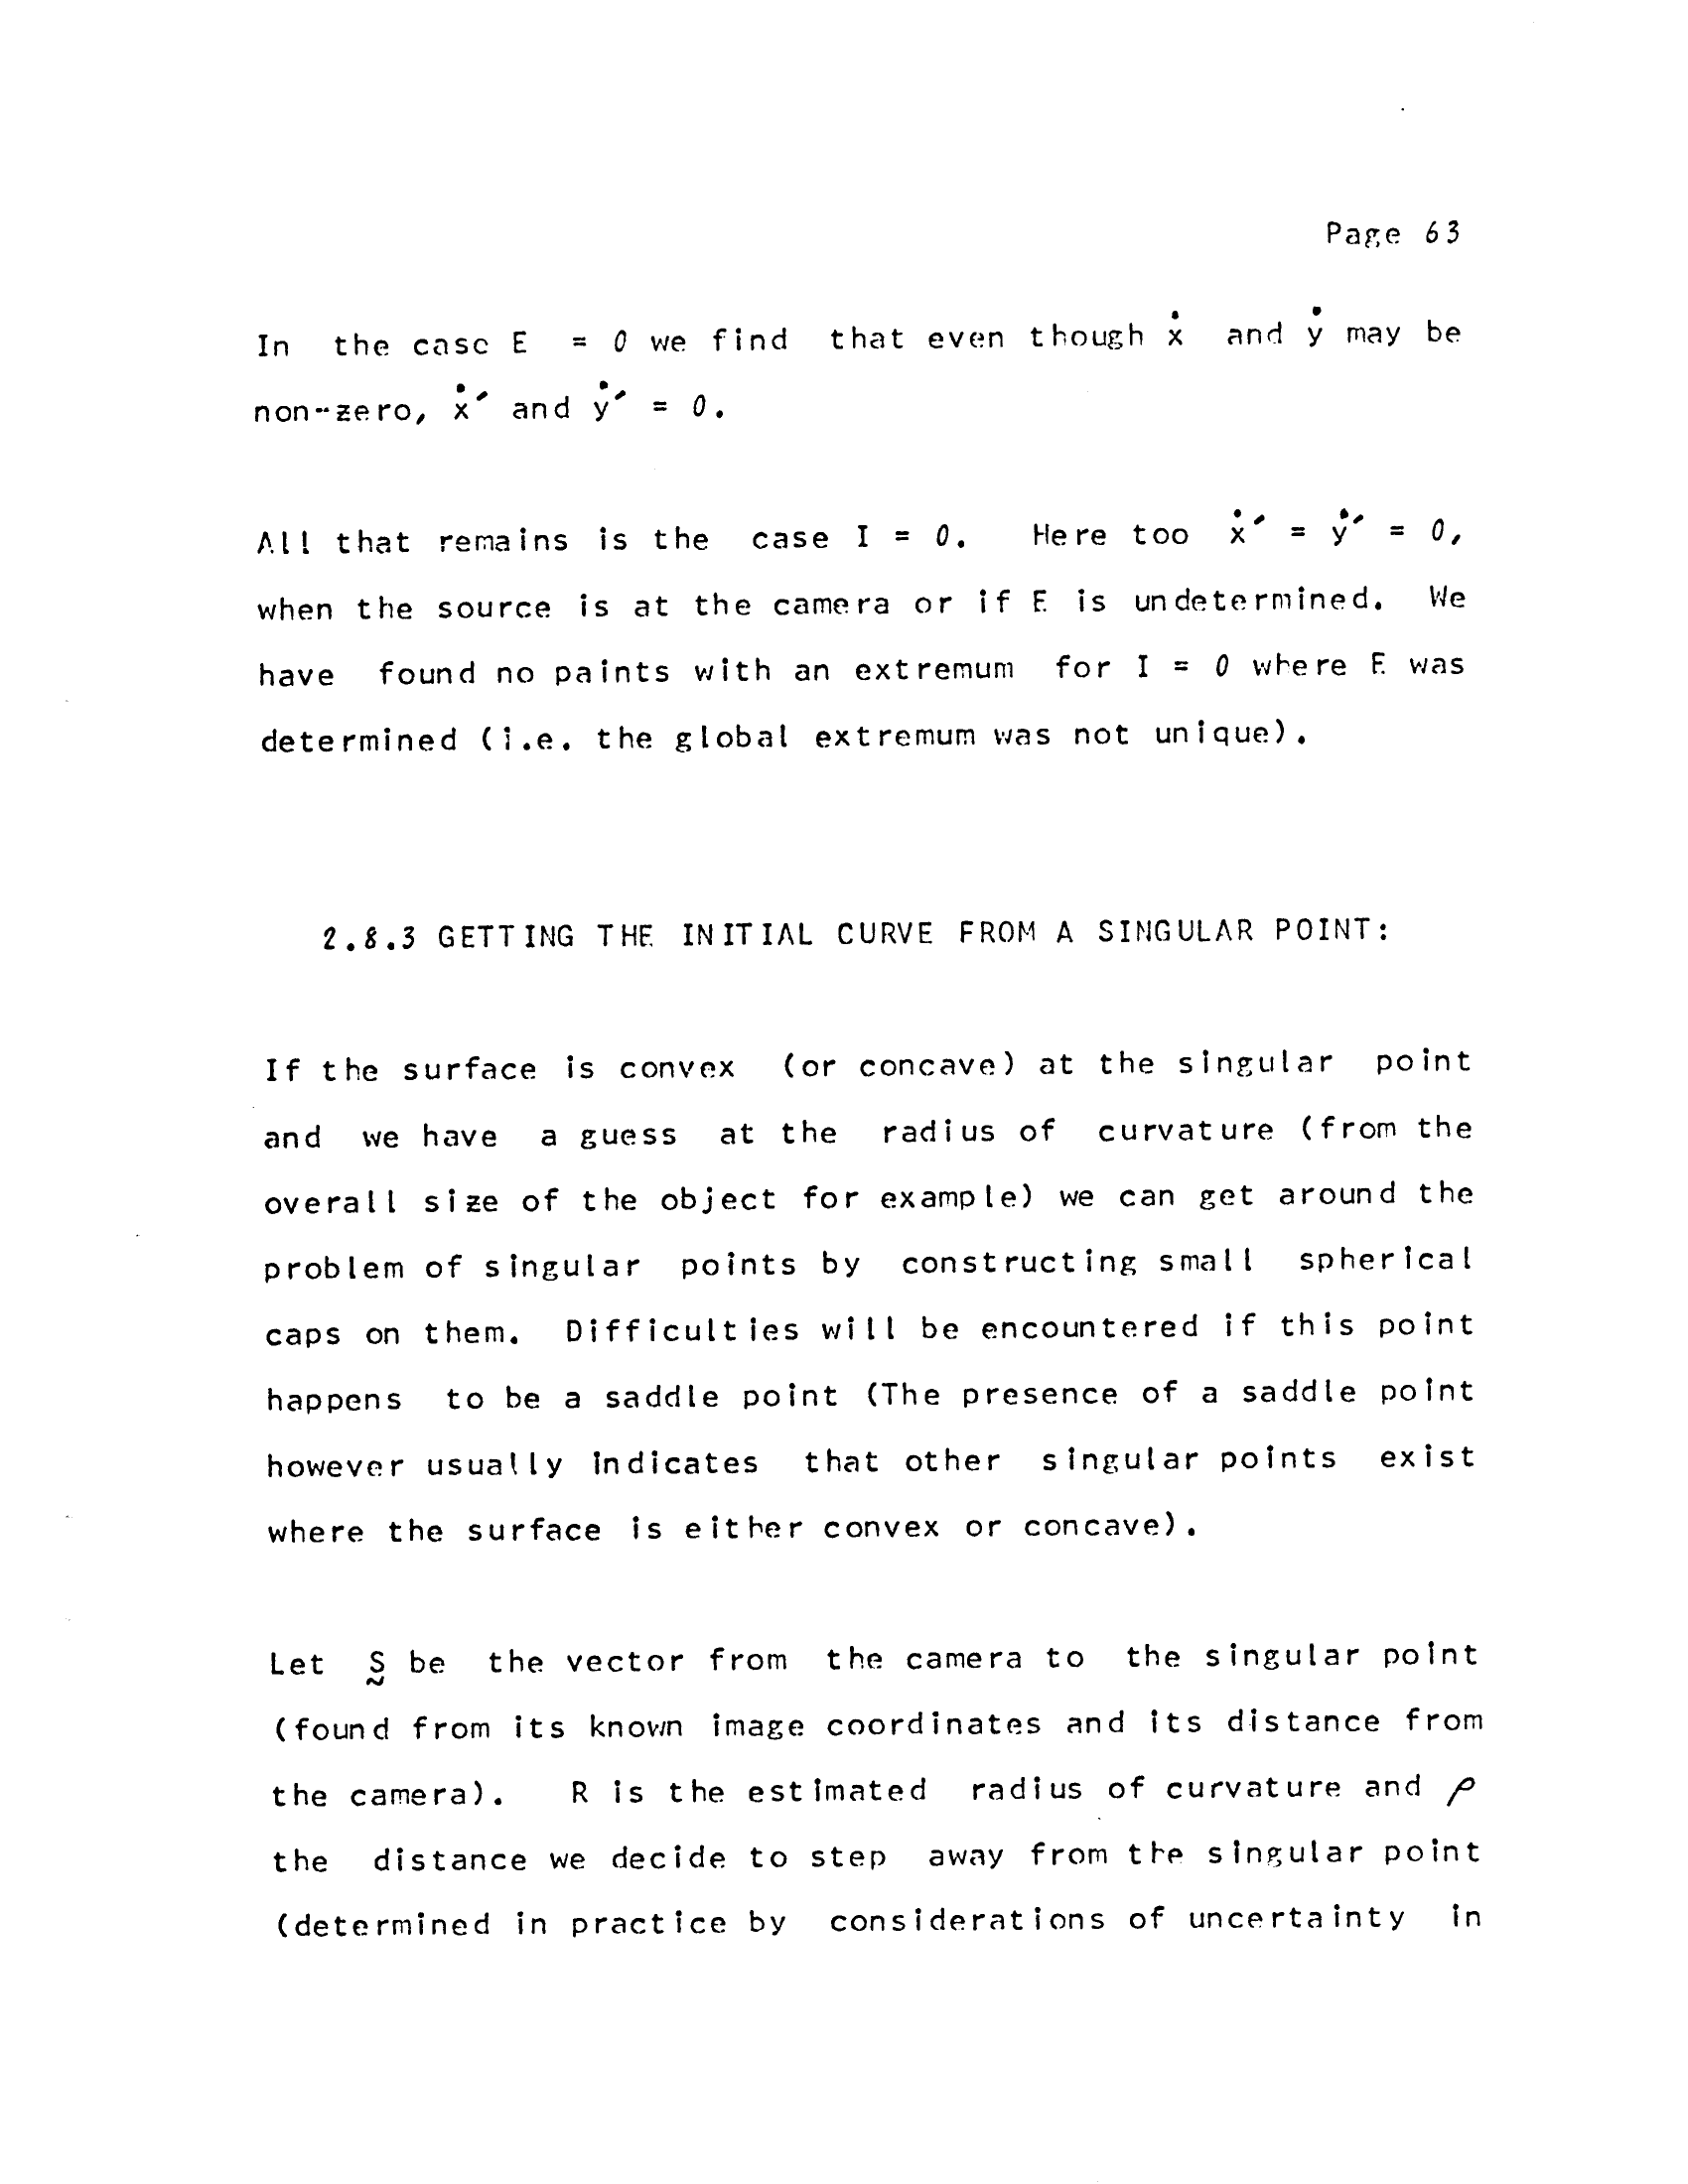 Page 63
In the case E = 0 we find that even though ẋ and ẏ may be
non-zero, ẋ′ and ẏ′ = 0.
All that remains is the case I = 0. Here too ẋ′ = ẏ′ = 0,
when the source is at the camera or if E is undetermined. We
have found no paints with an extremum for I = 0 where E was
determined (i.e. the global extremum was not unique).
2.8.3 GETTING THE INITIAL CURVE FROM A SINGULAR POINT:
If the surface is convex (or concave) at the singular point
and we have a guess at the radius of curvature (from the
overall size of the object for example) we can get around the
problem of singular points by constructing small spherical
caps on them. Difficulties will be encountered if this point
happens to be a saddle point (The presence of a saddle point
however usually indicates that other singular points exist
where the surface is either convex or concave).
Let S̰ be the vector from the camera to the singular point
(found from its known image coordinates and its distance from
the camera). R is the estimated radius of curvature and ρ
the distance we decide to step away from the singular point
(determined in practice by considerations of uncertainty in